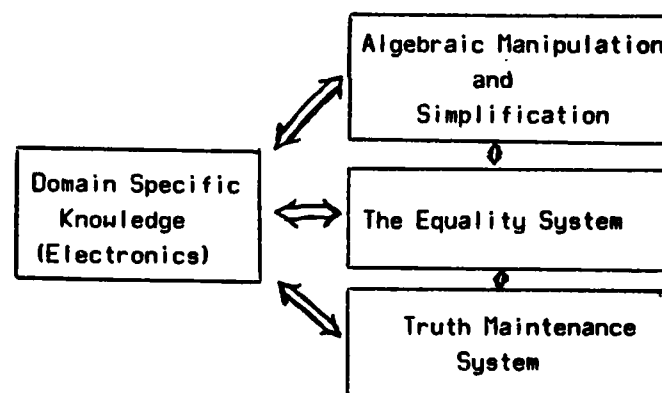 Algebraic Manipulation
and
Simplification
Domain Specific
Knowledge
(Electronics)
The Equality System
Truth Maintenance
System